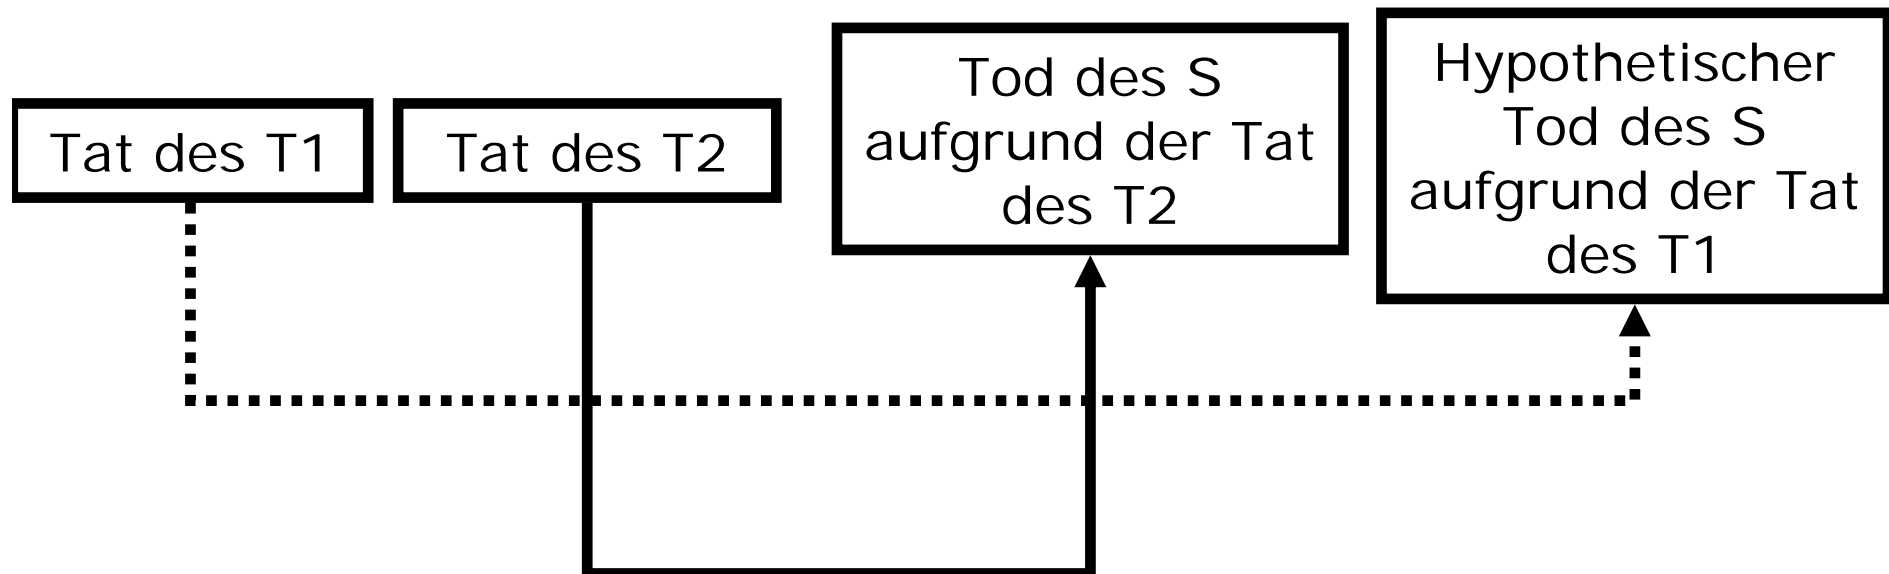 Tat des T1
Tat des T2
Tod des S
aufgrund der Tat
des T2
Hypothetischer
Tod des S
aufgrund der Tat
des T1